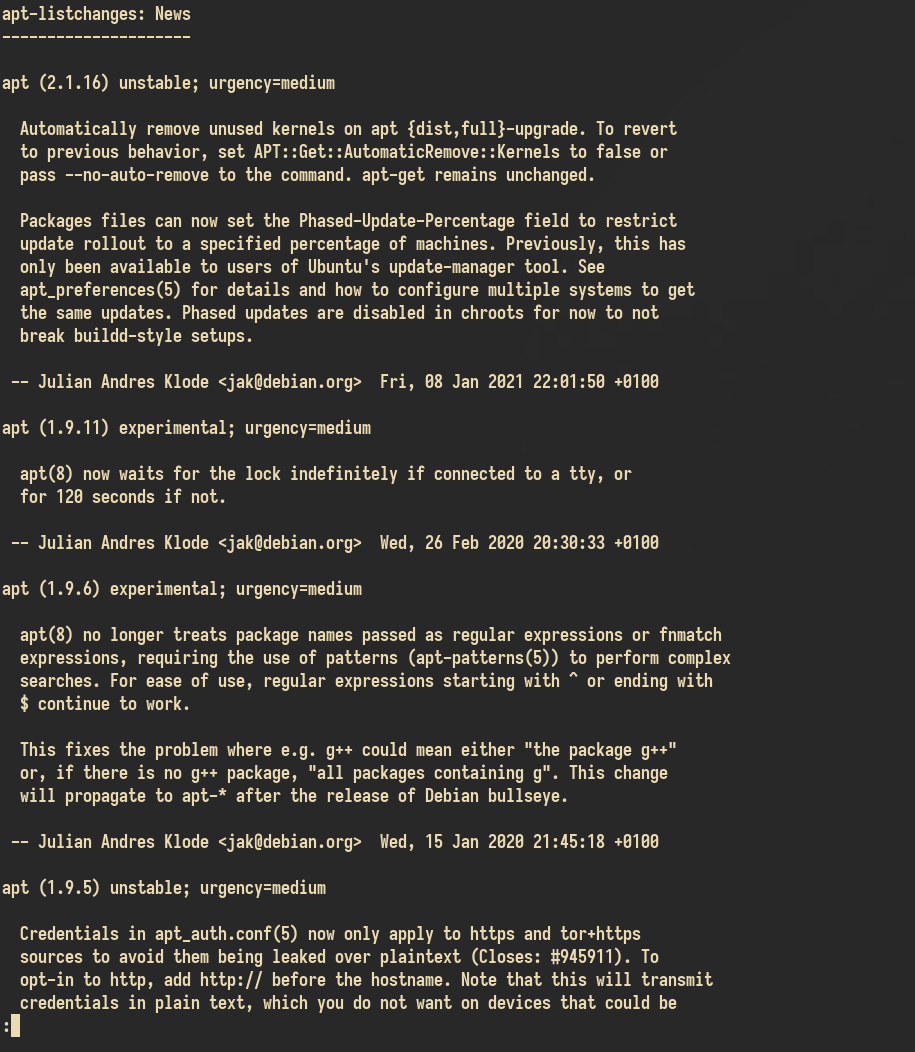 apt-listchanges: News
---------------------

apt (2.1.16) unstable; urgency=medium

  Automatically remove unused kernels on apt {dist,full}-upgrade. To revert
  to previous behavior, set APT::Get::AutomaticRemove::Kernels to false or
  pass --no-auto-remove to the command. apt-get remains unchanged.

  Packages files can now set the Phased-Update-Percentage field to restrict
  update rollout to a specified percentage of machines. Previously, this has
  only been available to users of Ubuntu's update-manager tool. See
  apt_preferences(5) for details and how to configure multiple systems to get
  the same updates. Phased updates are disabled in chroots for now to not
  break buildd-style setups.

 -- Julian Andres Klode <jak@debian.org>  Fri, 08 Jan 2021 22:01:50 +0100

apt (1.9.11) experimental; urgency=medium

  apt(8) now waits for the lock indefinitely if connected to a tty, or
  for 120 seconds if not.

 -- Julian Andres Klode <jak@debian.org>  Wed, 26 Feb 2020 20:30:33 +0100

apt (1.9.6) experimental; urgency=medium

  apt(8) no longer treats package names passed as regular expressions or fnmatch
  expressions, requiring the use of patterns (apt-patterns(5)) to perform complex
  searches. For ease of use, regular expressions starting with ^ or ending with
  $ continue to work.

  This fixes the problem where e.g. g++ could mean either "the package g++"
  or, if there is no g++ package, "all packages containing g". This change
  will propagate to apt-* after the release of Debian bullseye.

 -- Julian Andres Klode <jak@debian.org>  Wed, 15 Jan 2020 21:45:18 +0100

apt (1.9.5) unstable; urgency=medium

  Credentials in apt_auth.conf(5) now only apply to https and tor+https
  sources to avoid them being leaked over plaintext (Closes: #945911). To
  opt-in to http, add http:// before the hostname. Note that this will transmit
  credentials in plain text, which you do not want on devices that could be
: